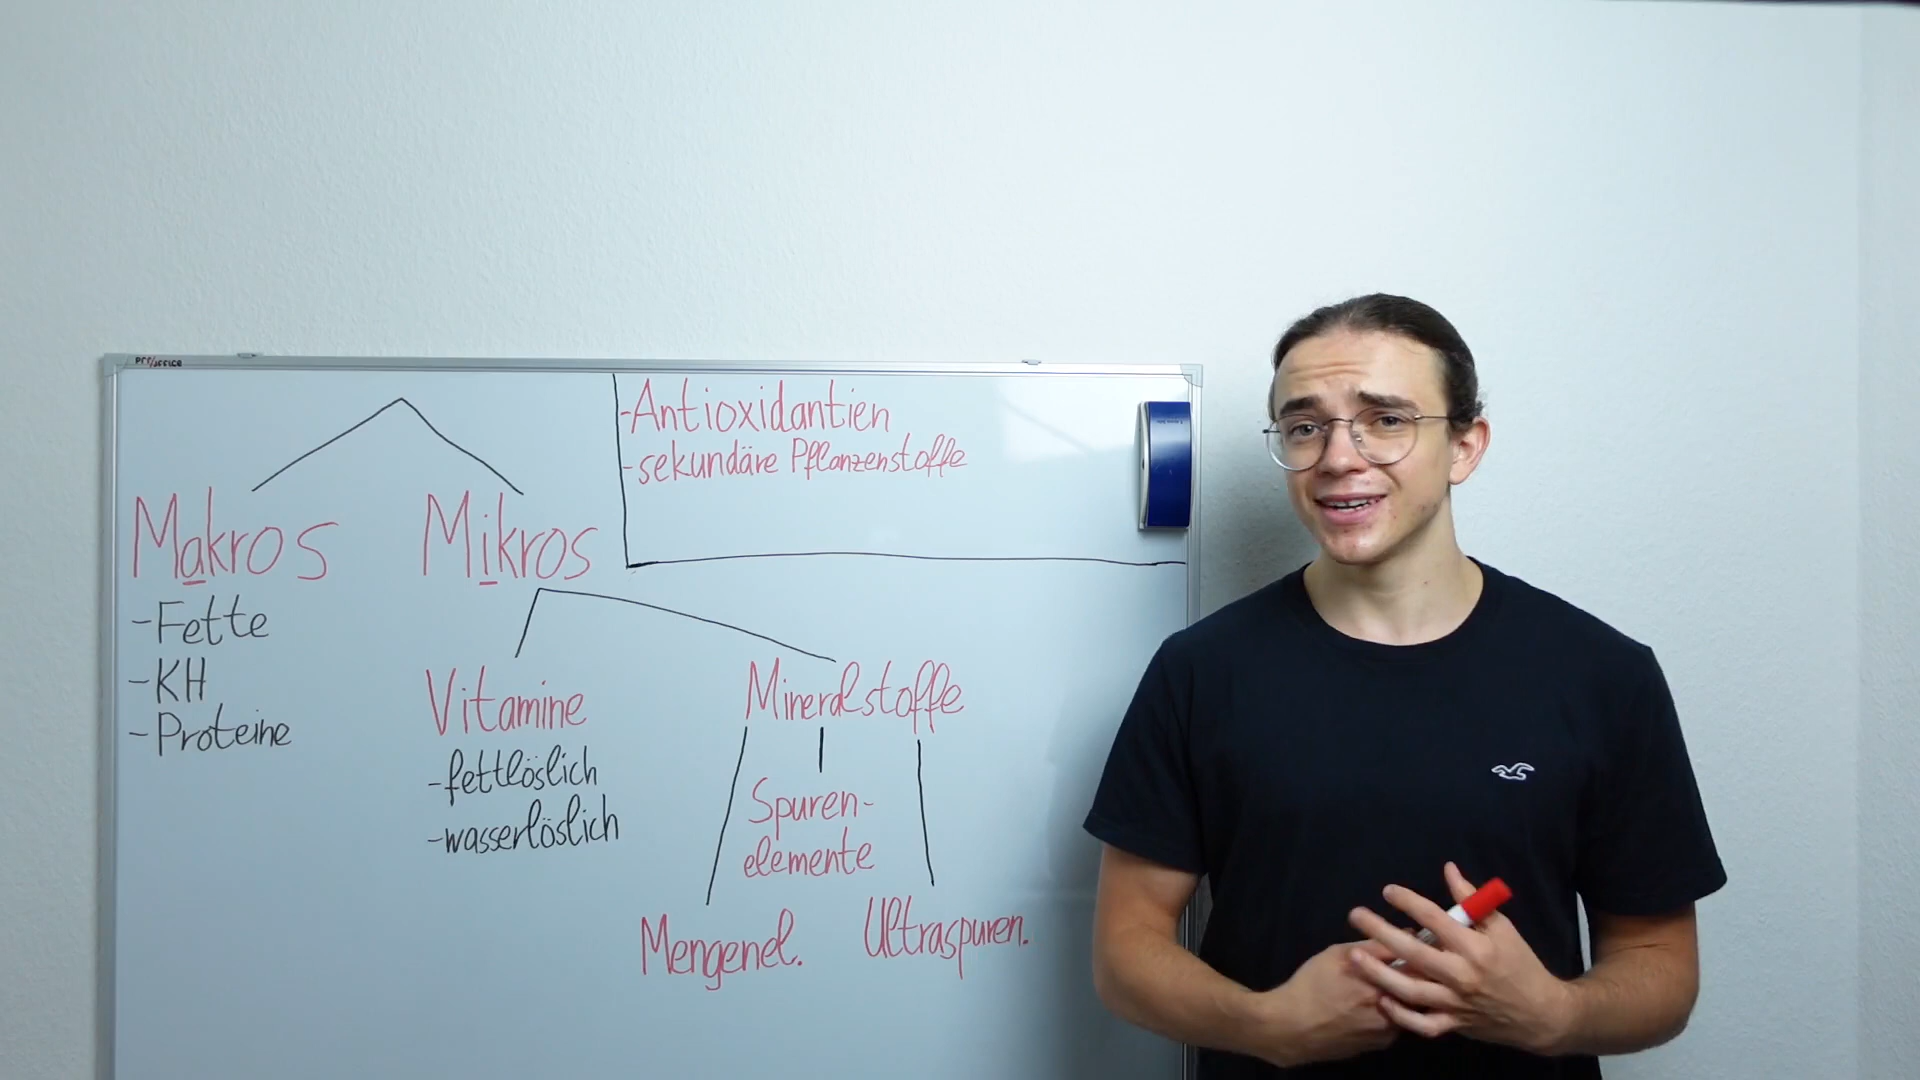 Makros
-Fette
-KH
-Proteine
Mikros
-Antioxidantien
-sekundäre Pflanzenstoffe
Vitamine
-fettlöslich
-wasserlöslich
Mineralstoffe
Spuren-
elemente
Mengenel.
Ultraspuren.